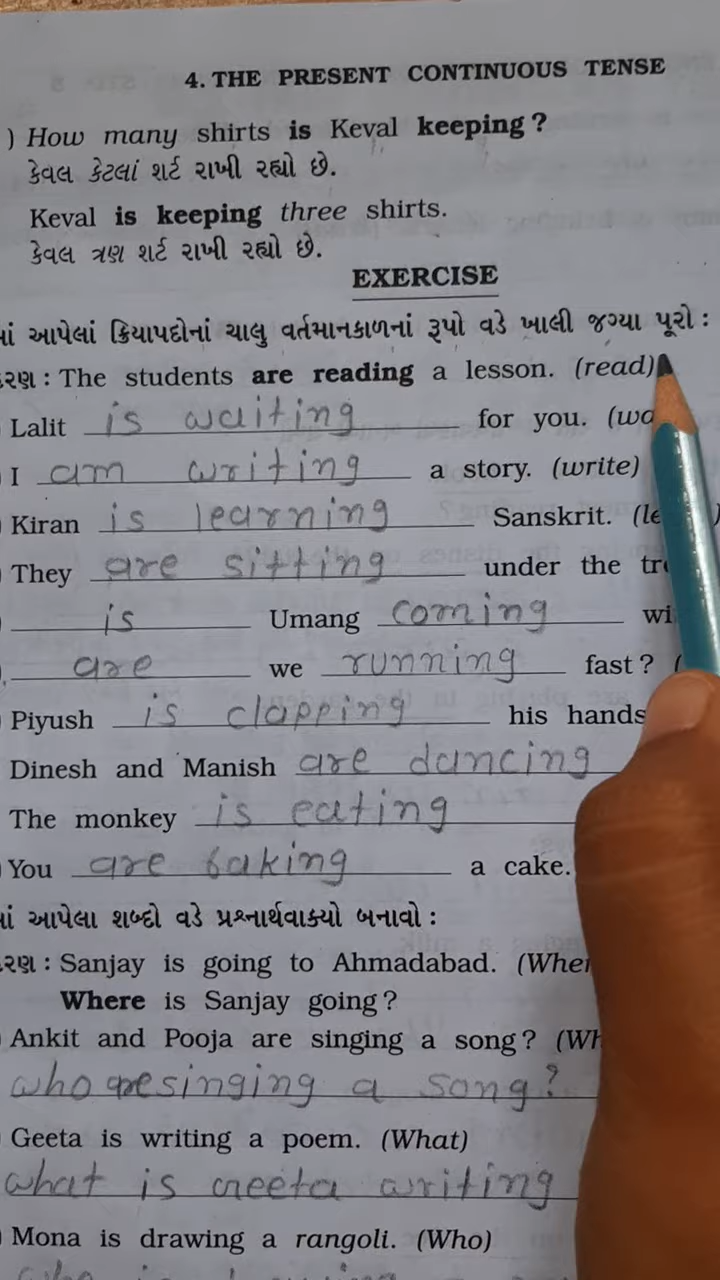 4. THE PRESENT CONTINUOUS TENSE
) How many shirts is Keval keeping?
કેવલ કેટલાં શર્ટ રાખી રહ્યો છે.
Keval is keeping three shirts.
કેવલ ત્રણ શર્ટ રાખી રહ્યો છે.
EXERCISE
આપેલાં ક્રિયાપદોનાં ચાલુ વર્તમાનકાળનાં રૂપો વડે ખાલી જગ્યા પૂરો :
The students are reading a lesson. (read)
Lalit is waiting for you.
I am writing a story. (write)
Kiran is learning Sanskrit.
They are sitting under the
is Umang coming
are we running fast?
Piyush is clapping his hands
Dinesh and Manish are dancing
The monkey is eating
You are baking a cake.
આપેલા શબ્દો વડે પ્રશ્નાર્થવાક્યો બનાવો :
Sanjay is going to Ahmadabad.
Where is Sanjay going?
Ankit and Pooja are singing a song?
who are singing a song?
Geeta is writing a poem. (What)
what is Geeta writing
Mona is drawing a rangoli. (Who)